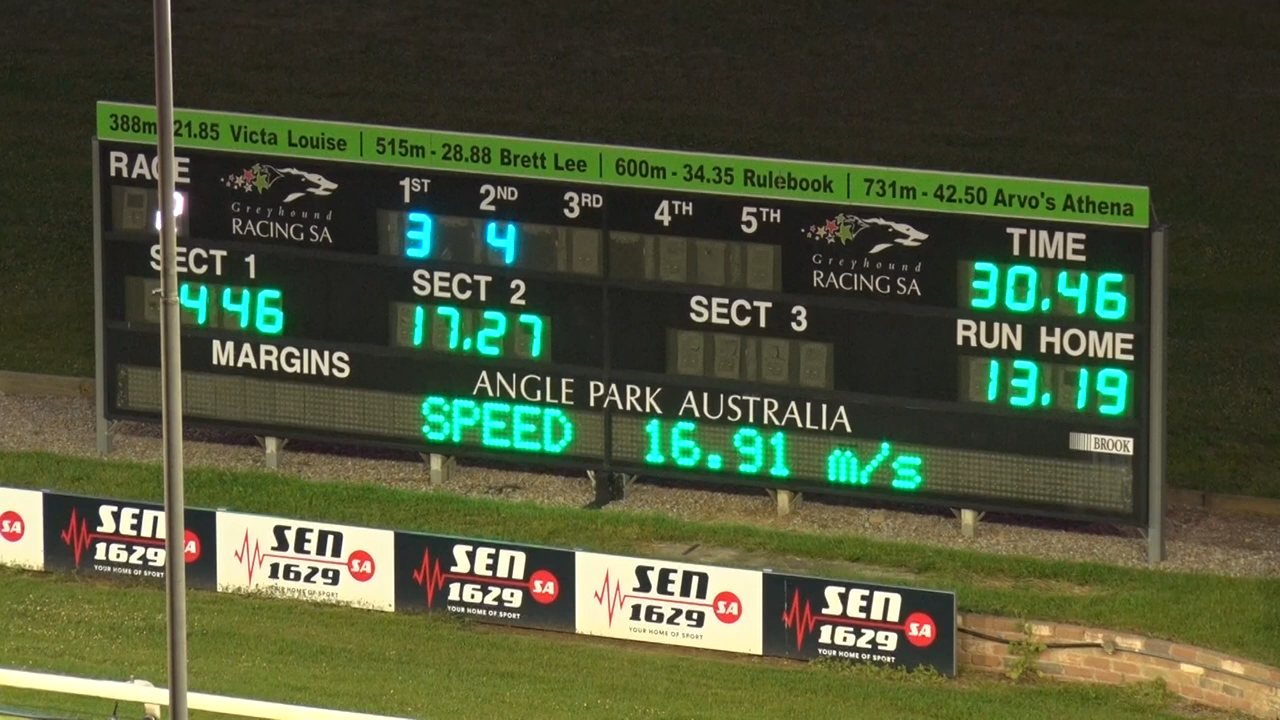 388m 21.85 Victa Louise | 515m - 28.88 Brett Lee | 600m - 34.35 Rulebook | 731m - 42.50 Arvo's Athena
RACE
Greyhound
RACING SA
1ST 2ND 3RD 4TH 5TH
3 4
Greyhound
RACING SA
TIME
30.46
SECT 1
4.46
SECT 2
17.27
SECT 3
RUN HOME
13.19
MARGINS
ANGLE PARK AUSTRALIA
BROOK
SPEED 16.91 m/s
SA
SEN
1629
YOUR HOME OF SPORT
SEN
1629
SA
YOUR HOME OF SPORT
SEN
1629
SA
YOUR HOME OF SPORT
SEN
1629
SA
YOUR HOME OF SPORT
SEN
1629
SA
YOUR HOME OF SPORT